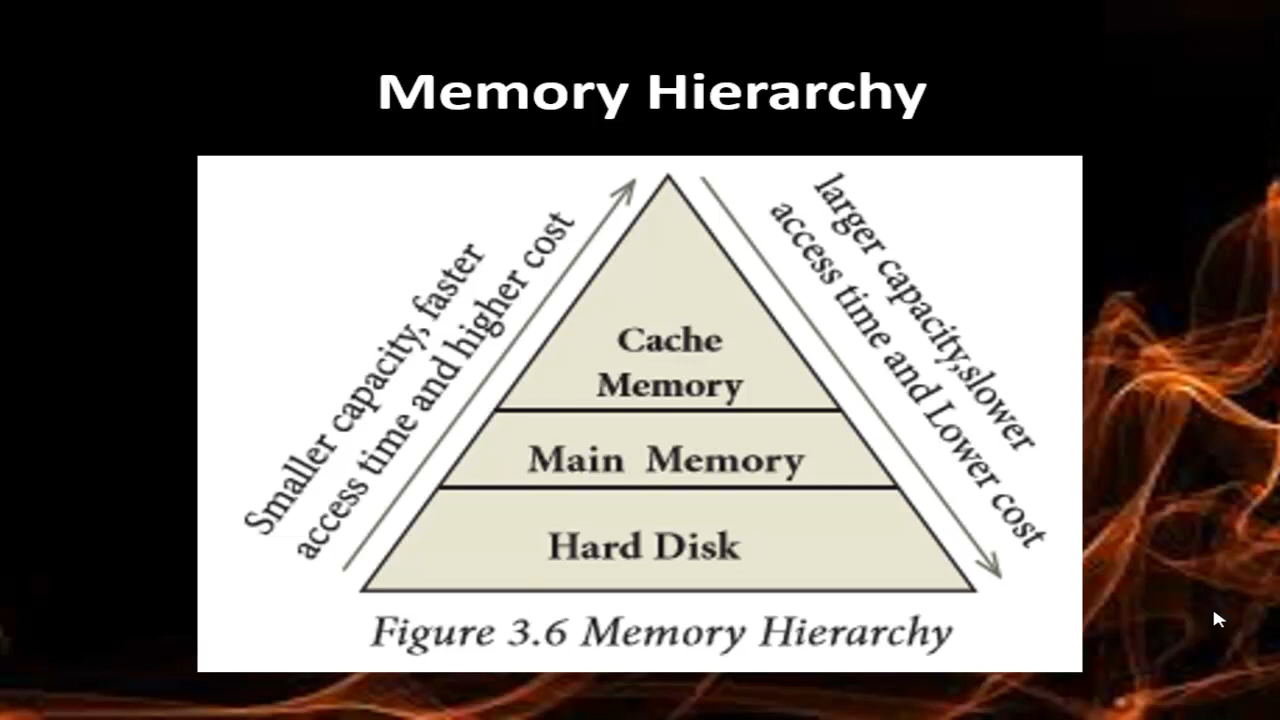 Memory Hierarchy
Smaller capacity, faster
access time and higher cost
larger capacity,slower
access time and Lower cost
Cache
Memory
Main Memory
Hard Disk
Figure 3.6 Memory Hierarchy